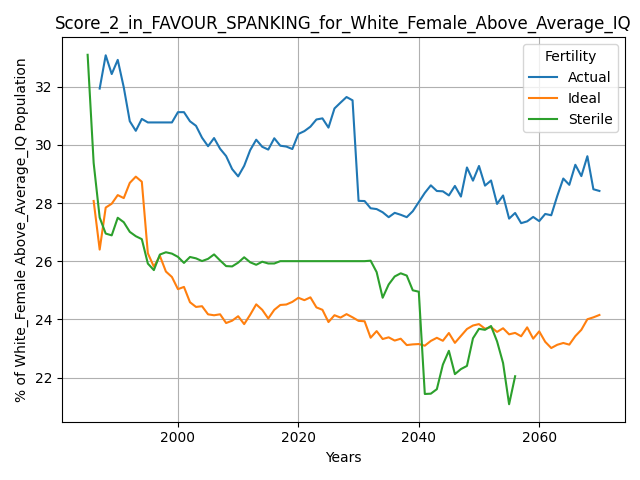 Score_2_in_FAVOUR_SPANKING_for_White_Female_Above_Average_IQ
% of White_Female Above_Average_IQ Population
32
30
28
26
24
22
Fertility
Actual
Ideal
Sterile
2000
2020
2040
2060
Years